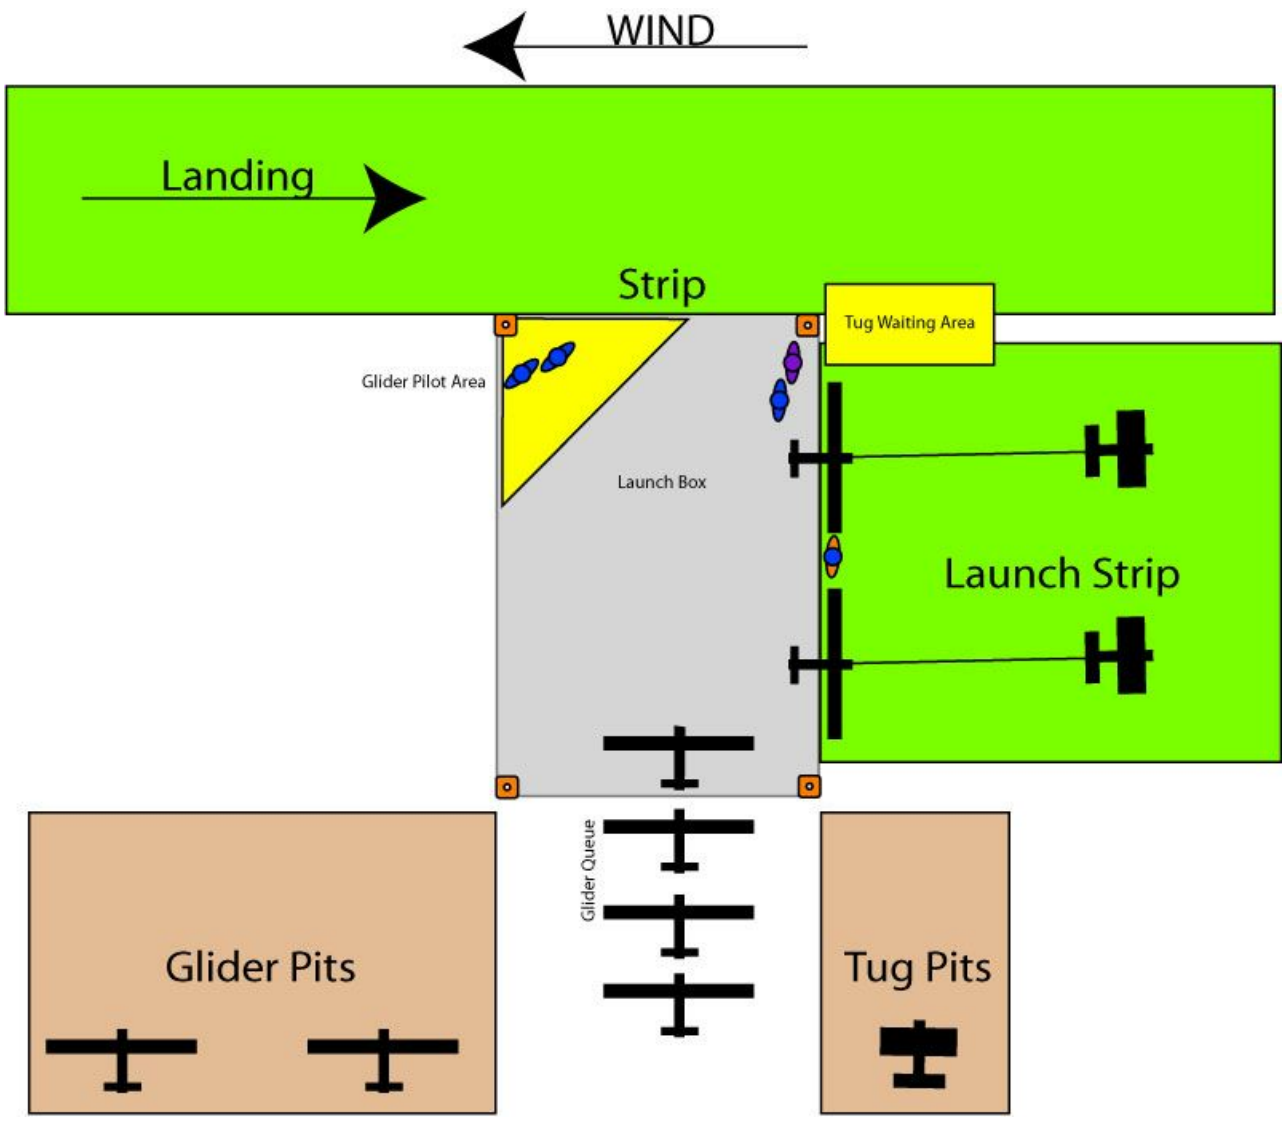 WIND
Landing
Strip
Tug Waiting Area
Glider Pilot Area
Launch Box
Launch Strip
Glider Queue
Glider Pits
Tug Pits